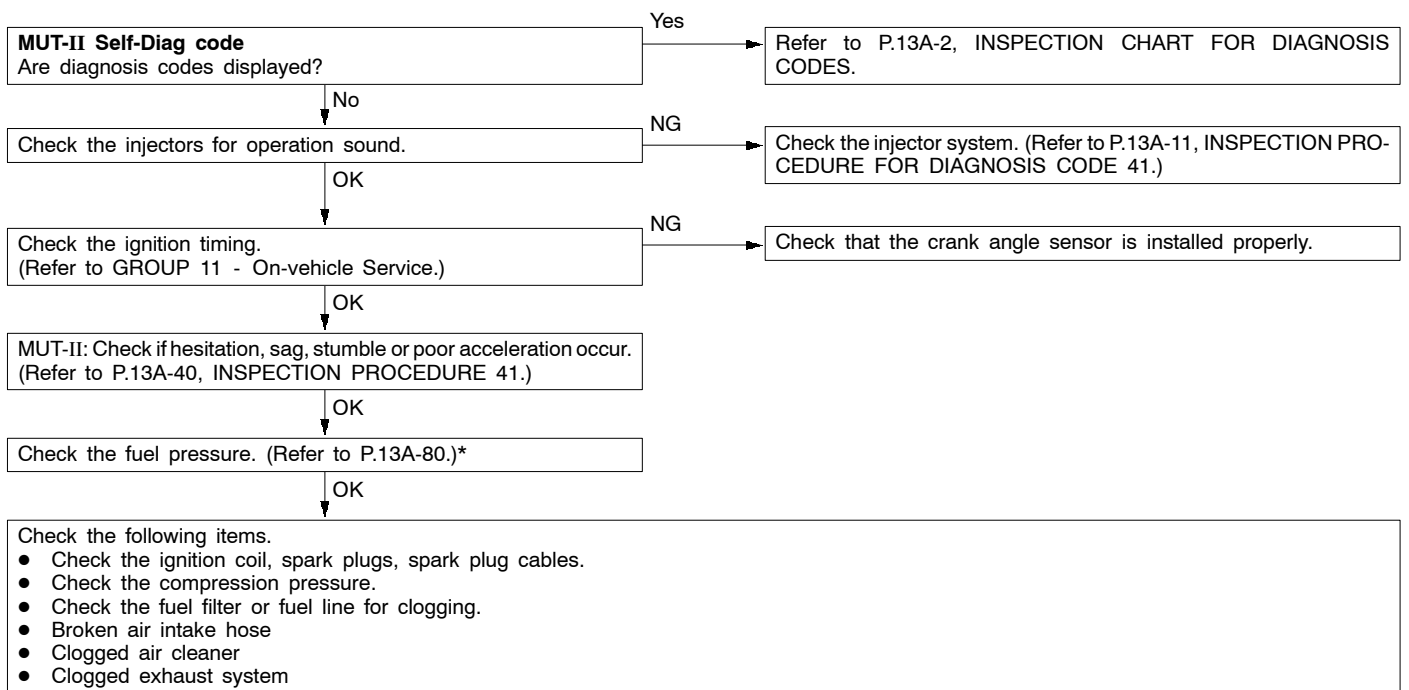 MUT-II Self-Diag code
Are diagnosis codes displayed?
Yes
Refer to P.13A-2, INSPECTION CHART FOR DIAGNOSIS
CODES.
No
Check the injectors for operation sound.
NG
Check the injector system. (Refer to P.13A-11, INSPECTION PRO-
CEDURE FOR DIAGNOSIS CODE 41.)
OK
Check the ignition timing.
(Refer to GROUP 11 - On-vehicle Service.)
NG
Check that the crank angle sensor is installed properly.
OK
MUT-II: Check if hesitation, sag, stumble or poor acceleration occur.
(Refer to P.13A-40, INSPECTION PROCEDURE 41.)
OK
Check the fuel pressure. (Refer to P.13A-80.)*
OK
Check the following items.
● Check the ignition coil, spark plugs, spark plug cables.
● Check the compression pressure.
● Check the fuel filter or fuel line for clogging.
● Broken air intake hose
● Clogged air cleaner
● Clogged exhaust system